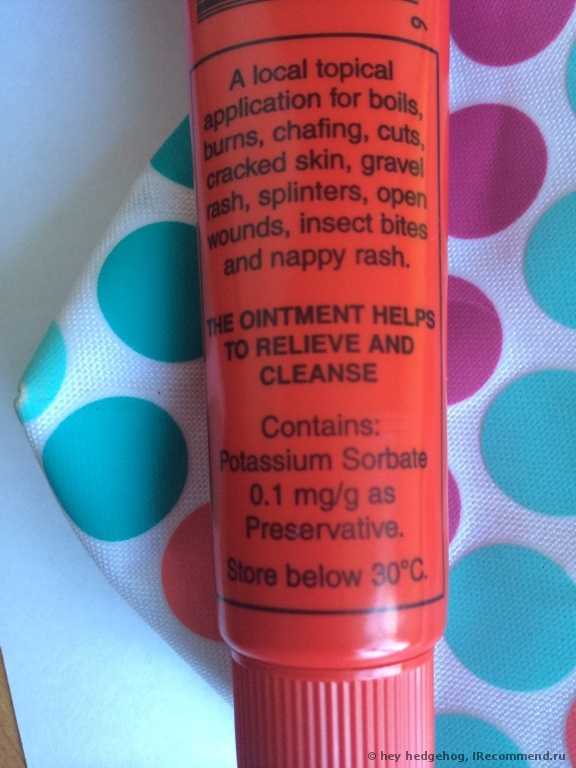 9
A local topical
application for boils,
burns, chafing, cuts,
cracked skin, gravel
rash, splinters, open
wounds, insect bites
and nappy rash.
THE OINTMENT HELPS
TO RELIEVE AND
CLEANSE
Contains:
Potassium Sorbate
0.1 mg/g as
Preservative.
Store below 30°C.
© hey hedgehog, IRecommend.ru